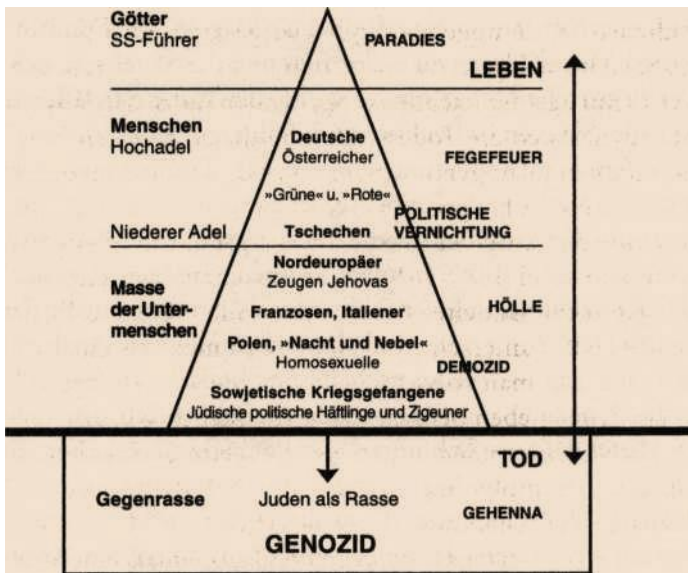 Götter
SS-Führer
PARADIES
LEBEN
Menschen
Hochadel
Deutsche
Österreicher
FEGEFEUER
»Grüne« u. »Rote«
POLITISCHE
VERNICHTUNG
Niederer Adel
Tschechen
Nordeuropäer
Zeugen Jehovas
Masse
der Unter-
menschen
HÖLLE
Franzosen, Italiener
Polen, »Nacht und Nebel«
Homosexuelle
DEMOZID
Sowjetische Kriegsgefangene
Jüdische politische Häftlinge und Zigeuner
TOD
Gegenrasse
Juden als Rasse
GEHENNA
GENOZID